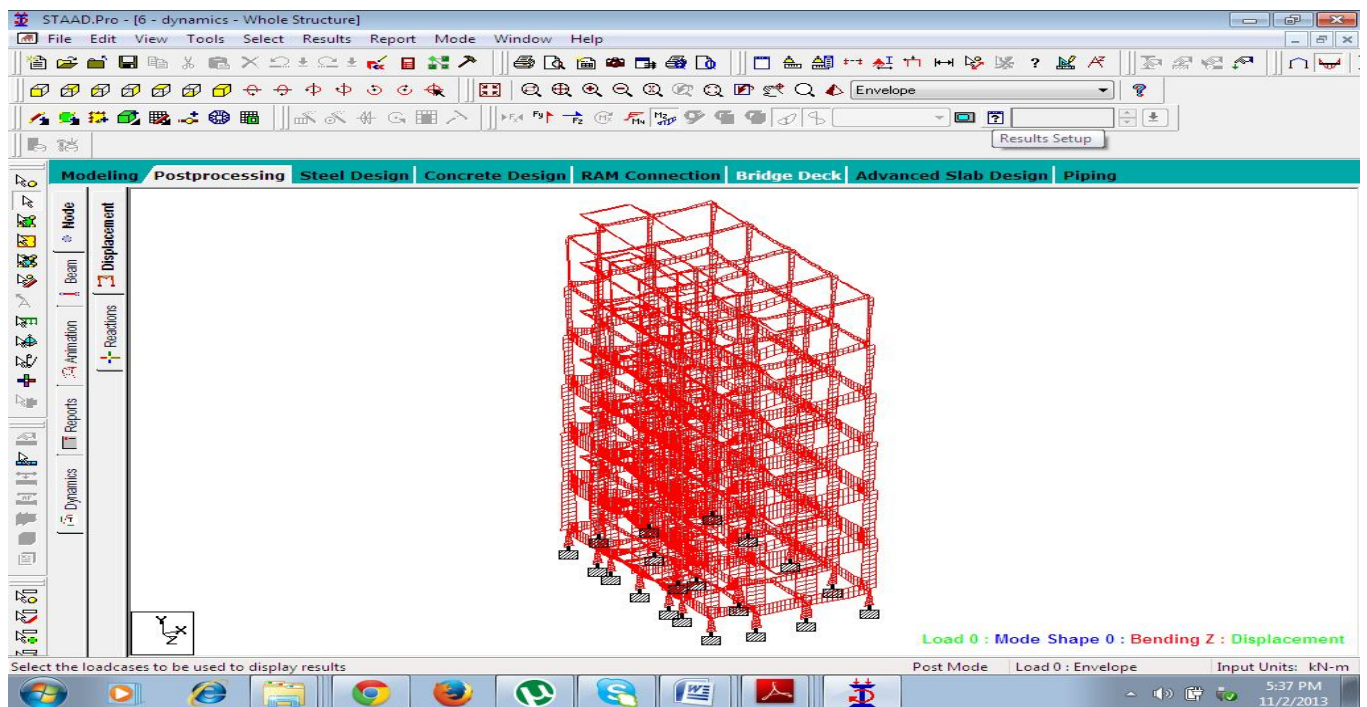 STAAD.Pro - [6 - dynamics - Whole Structure]
File Edit View Tools Select Results Report Mode Window Help
Envelope
Results Setup
Modeling Postprocessing Steel Design Concrete Design RAM Connection Bridge Deck Advanced Slab Design Piping
Node
Beam
Animation
Reports
Dynamics
Displacement
Reactions
Y
X
Z
Load 0 : Mode Shape 0 : Bending Z : Displacement
Select the loadcases to be used to display results
Post Mode Load 0 : Envelope Input Units: kN-m
5:37 PM
11/2/2013